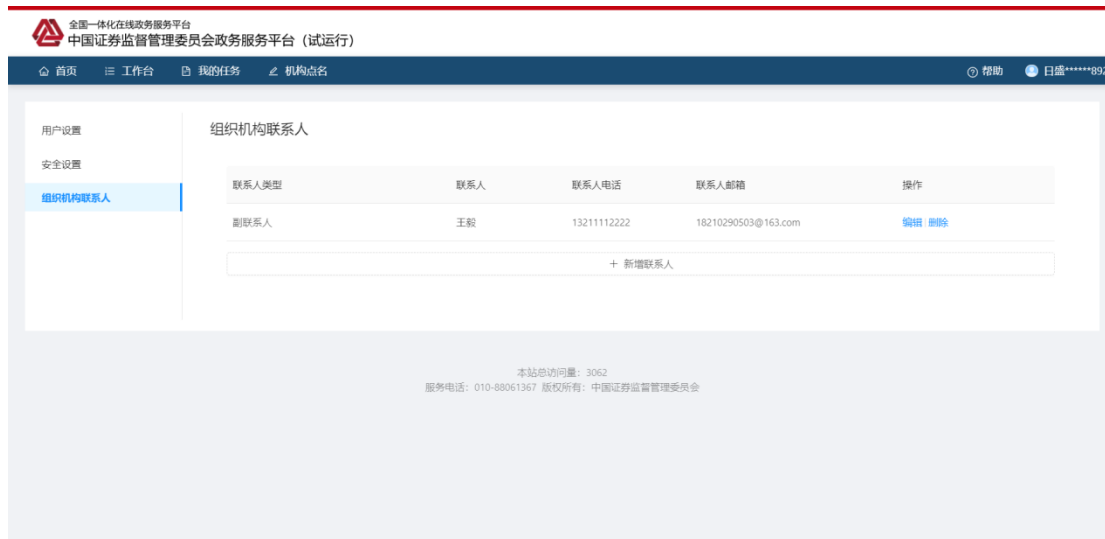 全国一体化在线政务服务平台
中国证券监督管理委员会政务服务平台（试运行）
首页 工作台 我的任务 机构点名 帮助 日盛******892
用户设置
安全设置
组织机构联系人
组织机构联系人
联系人类型 联系人 联系人电话 联系人邮箱 操作
副联系人 王毅 13211112222 18210290503@163.com 编辑 删除
+ 新增联系人
本站总访问量：3062
服务电话：010-88061367 版权所有：中国证券监督管理委员会